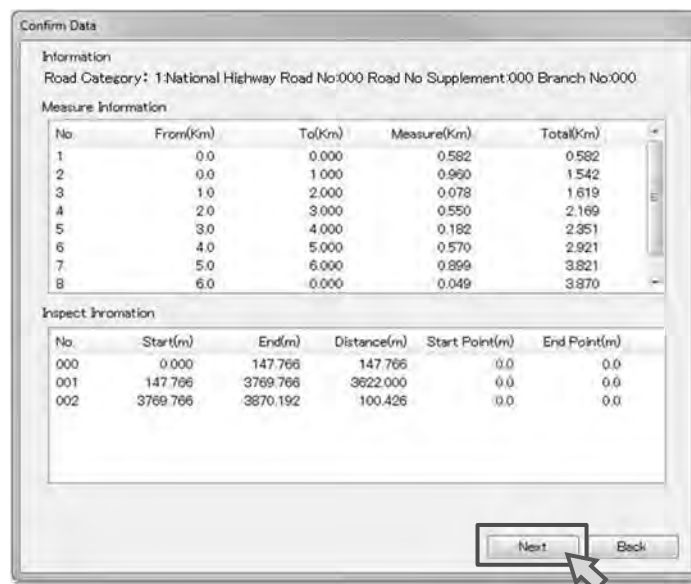 Confirm Data
Information
Road Category: 1:National Highway Road No:000 Road No Supplement:000 Branch No:000
Measure Information
No. From(Km) To(Km) Measure(Km) Total(Km)
1 0.0 0.000 0.582 0.582
2 0.0 1.000 0.960 1.542
3 1.0 2.000 0.078 1.619
4 2.0 3.000 0.550 2.169
5 3.0 4.000 0.182 2.351
6 4.0 5.000 0.570 2.921
7 5.0 6.000 0.899 3.821
8 6.0 0.000 0.049 3.870
Inspect Inromation
No. Start(m) End(m) Distance(m) Start Point(m) End Point(m)
000 0.000 147.766 147.766 0.0 0.0
001 147.766 3769.766 3622.000 0.0 0.0
002 3769.766 3870.192 100.426 0.0 0.0
Next Back